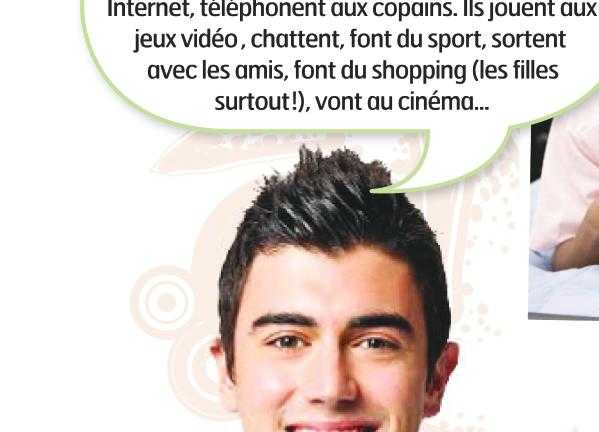 Internet, téléphonent aux copains. Ils jouent aux
jeux vidéo, chattent, font du sport, sortent
avec les amis, font du shopping (les filles
surtout!), vont au cinéma...